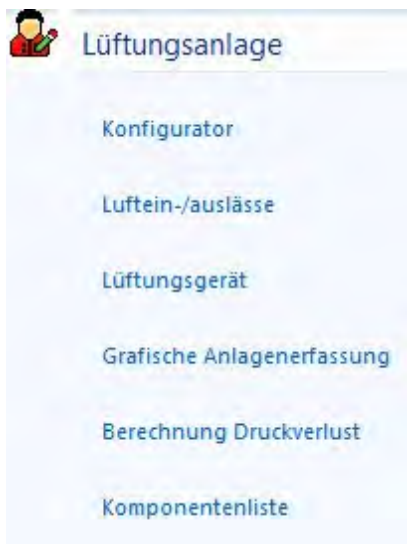 Lüftungsanlage
Konfigurator
Luftein-/auslässe
Lüftungsgerät
Grafische Anlagenerfassung
Berechnung Druckverlust
Komponentenliste